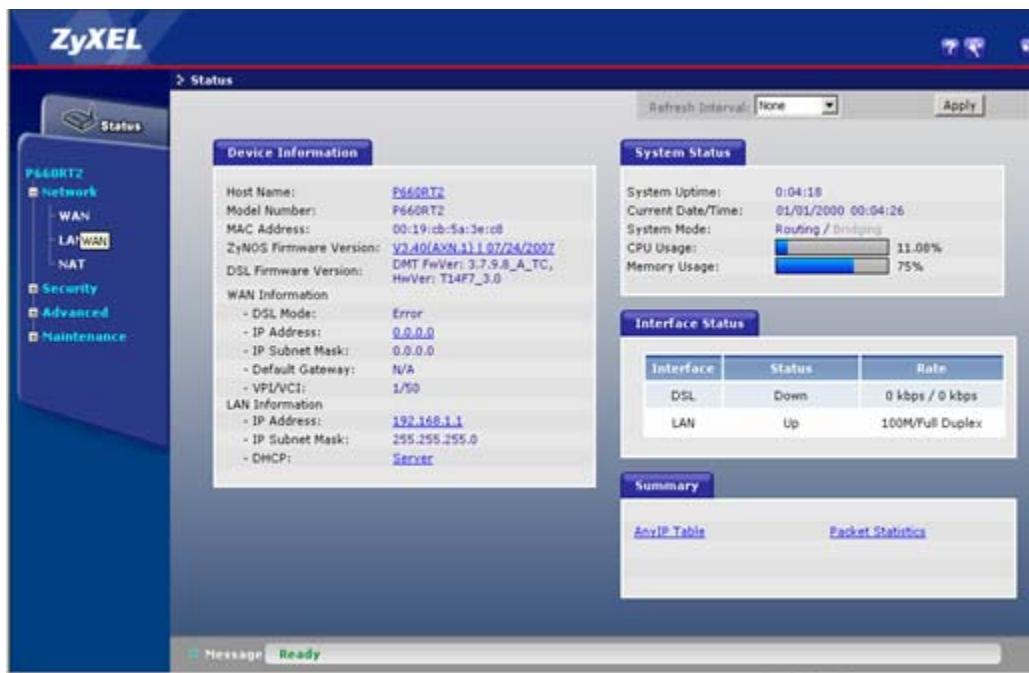 ZyXEL
> Status
Refresh Interval: None
Apply
Status
P660RT2
Network
WAN
LAN
WAN
NAT
Security
Advanced
Maintenance
Device Information
Host Name: P660RT2
Model Number: P660RT2
MAC Address: 00:19:cb:5a:3e:c8
ZyNOS Firmware Version: V3.40(AXN.1) | 07/24/2007
DSL Firmware Version: DMT FwVer: 3.7.9.8_A_TC,
HwVer: T14F7_3.0
WAN Information
- DSL Mode: Error
- IP Address: 0.0.0.0
- IP Subnet Mask: 0.0.0.0
- Default Gateway: N/A
- VPI/VCI: 1/50
LAN Information
- IP Address: 192.168.1.1
- IP Subnet Mask: 255.255.255.0
- DHCP: Server
System Status
System Uptime: 0:04:18
Current Date/Time: 01/01/2000 00:04:26
System Mode: Routing / Bridging
CPU Usage: 11.08%
Memory Usage: 75%
Interface Status
Interface Status Rate
DSL Down 0 kbps / 0 kbps
LAN Up 100M/Full Duplex
Summary
AnyIP Table Packet Statistics
Message Ready